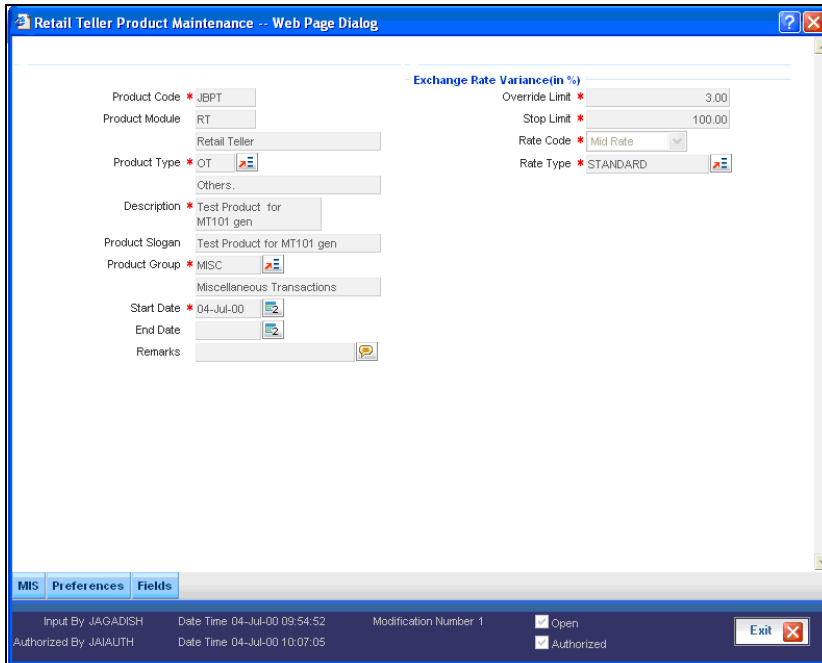 Retail Teller Product Maintenance -- Web Page Dialog
Exchange Rate Variance(in %)
Product Code * JBPT
Product Module RT
Retail Teller
Product Type * OT
Others.
Description * Test Product for
MT101 gen
Product Slogan Test Product for MT101 gen
Product Group * MISC
Miscellaneous Transactions
Start Date * 04-Jul-00
End Date
Remarks
Override Limit * 3.00
Stop Limit * 100.00
Rate Code * Mid Rate
Rate Type * STANDARD
MIS Preferences Fields
Input By JAGADISH Date Time 04-Jul-00 09:54:52 Modification Number 1 Open
Authorized By JAIAUTH Date Time 04-Jul-00 10:07:05 Authorized
Exit